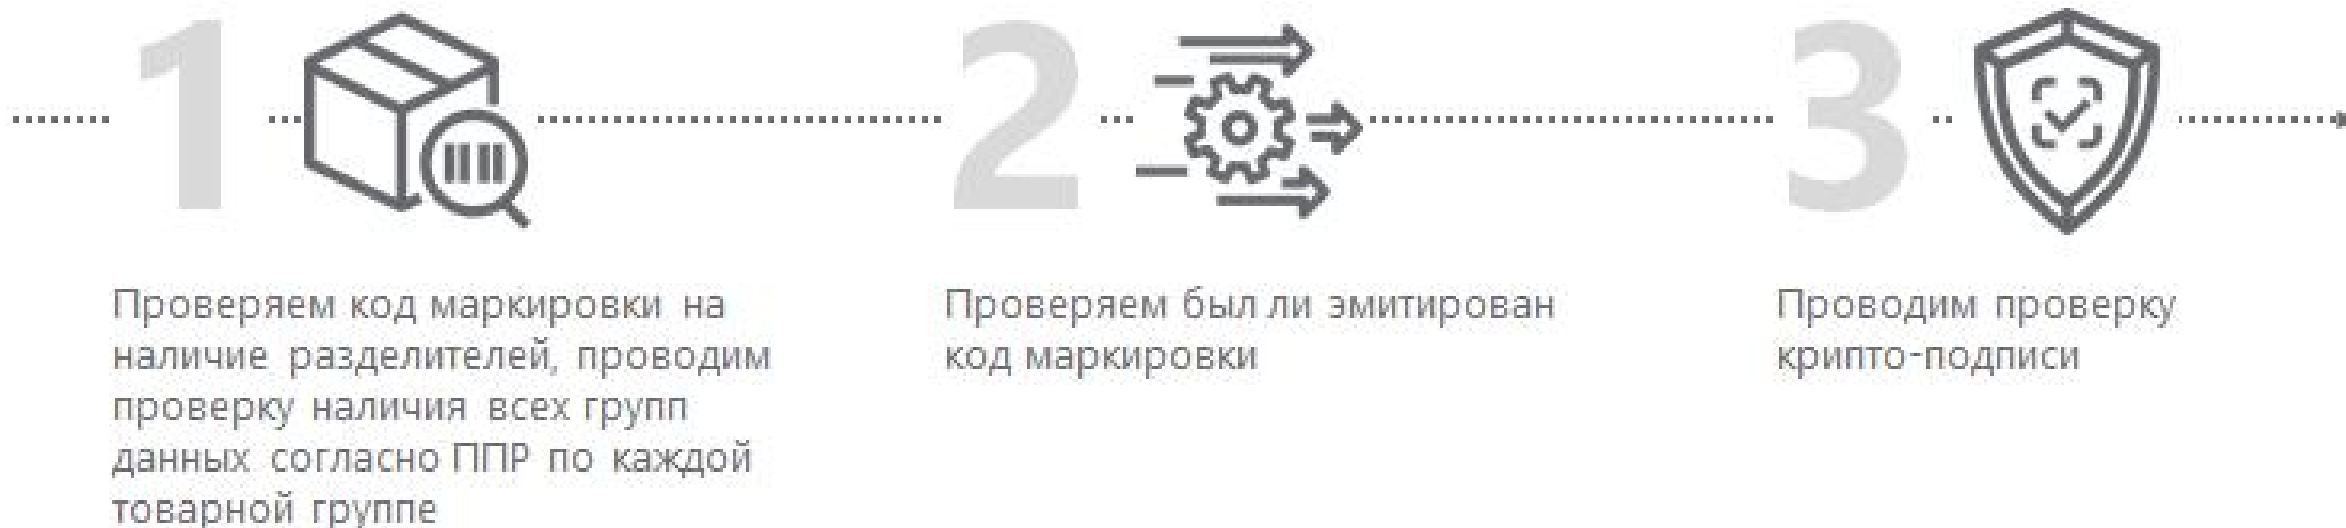 1
Проверяем код маркировки на
наличие разделителей, проводим
проверку наличия всех групп
данных согласно ППР по каждой
товарной группе
2
Проверяем был ли эмитирован
код маркировки
3
Проводим проверку
крипто-подписи